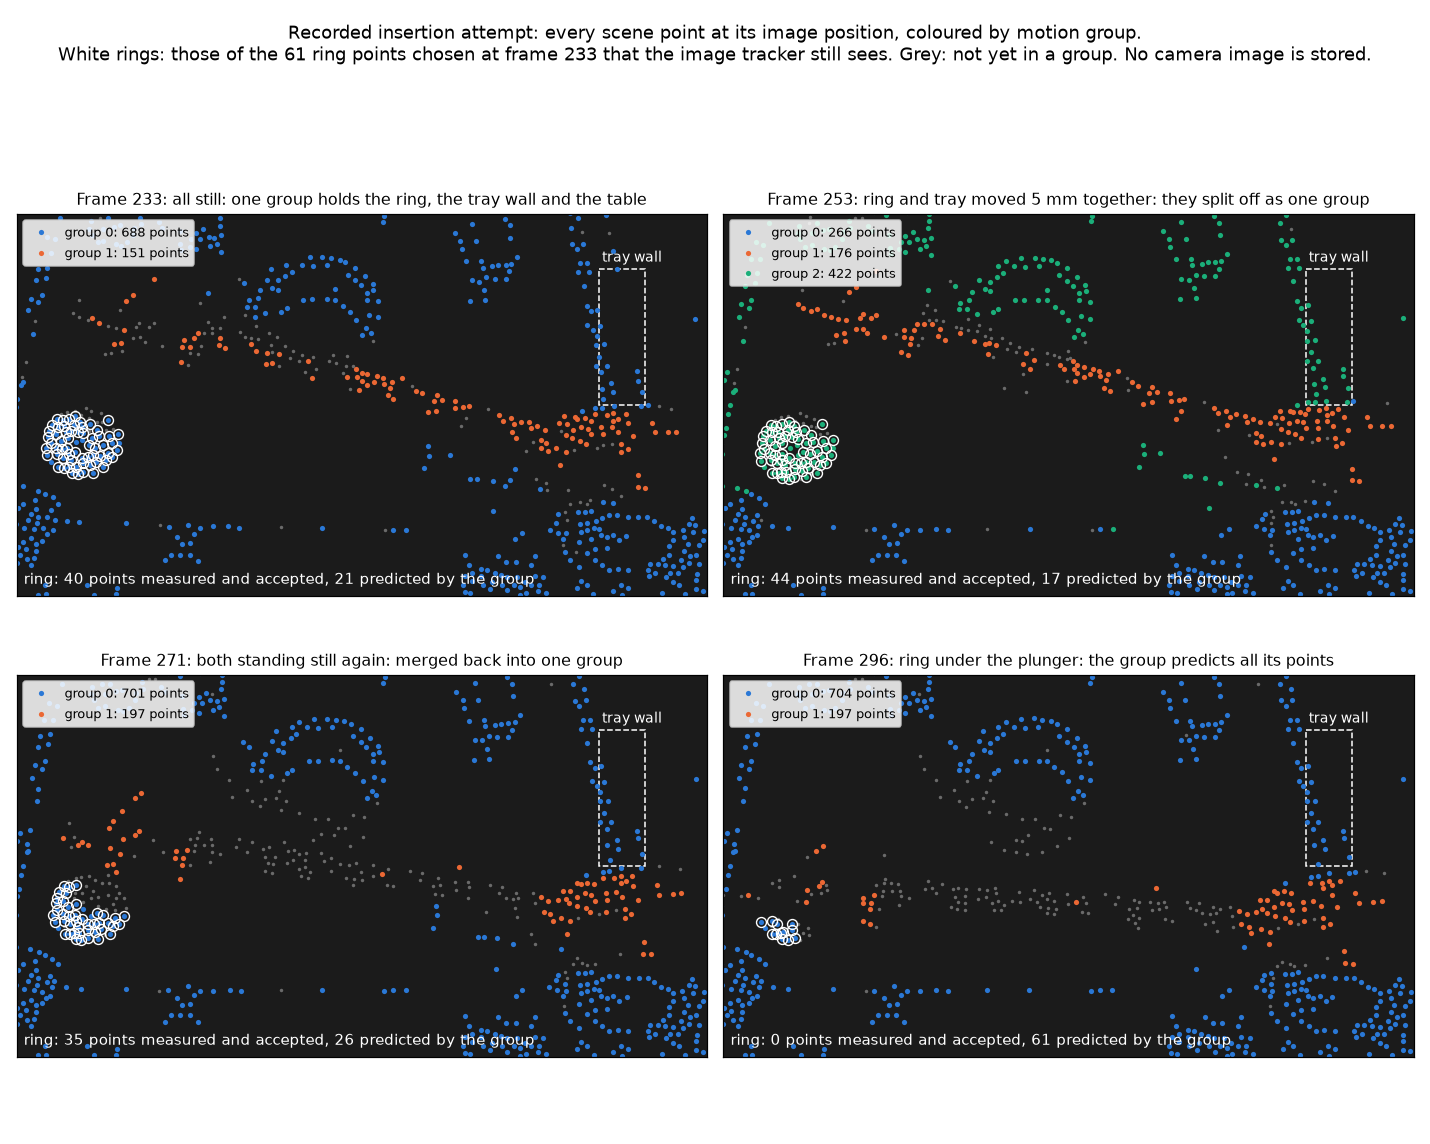 Recorded insertion attempt: every scene point at its image position, coloured by motion group.
White rings: those of the 61 ring points chosen at frame 233 that the image tracker still sees. Grey: not yet in a group. No camera image is stored.
Frame 233: all still: one group holds the ring, the tray wall and the table
group 0: 688 points
group 1: 151 points
tray wall
ring: 40 points measured and accepted, 21 predicted by the group
Frame 253: ring and tray moved 5 mm together: they split off as one group
group 0: 266 points
group 1: 176 points
group 2: 422 points
tray wall
ring: 44 points measured and accepted, 17 predicted by the group
Frame 271: both standing still again: merged back into one group
group 0: 701 points
group 1: 197 points
tray wall
ring: 35 points measured and accepted, 26 predicted by the group
Frame 296: ring under the plunger: the group predicts all its points
group 0: 704 points
group 1: 197 points
tray wall
ring: 0 points measured and accepted, 61 predicted by the group